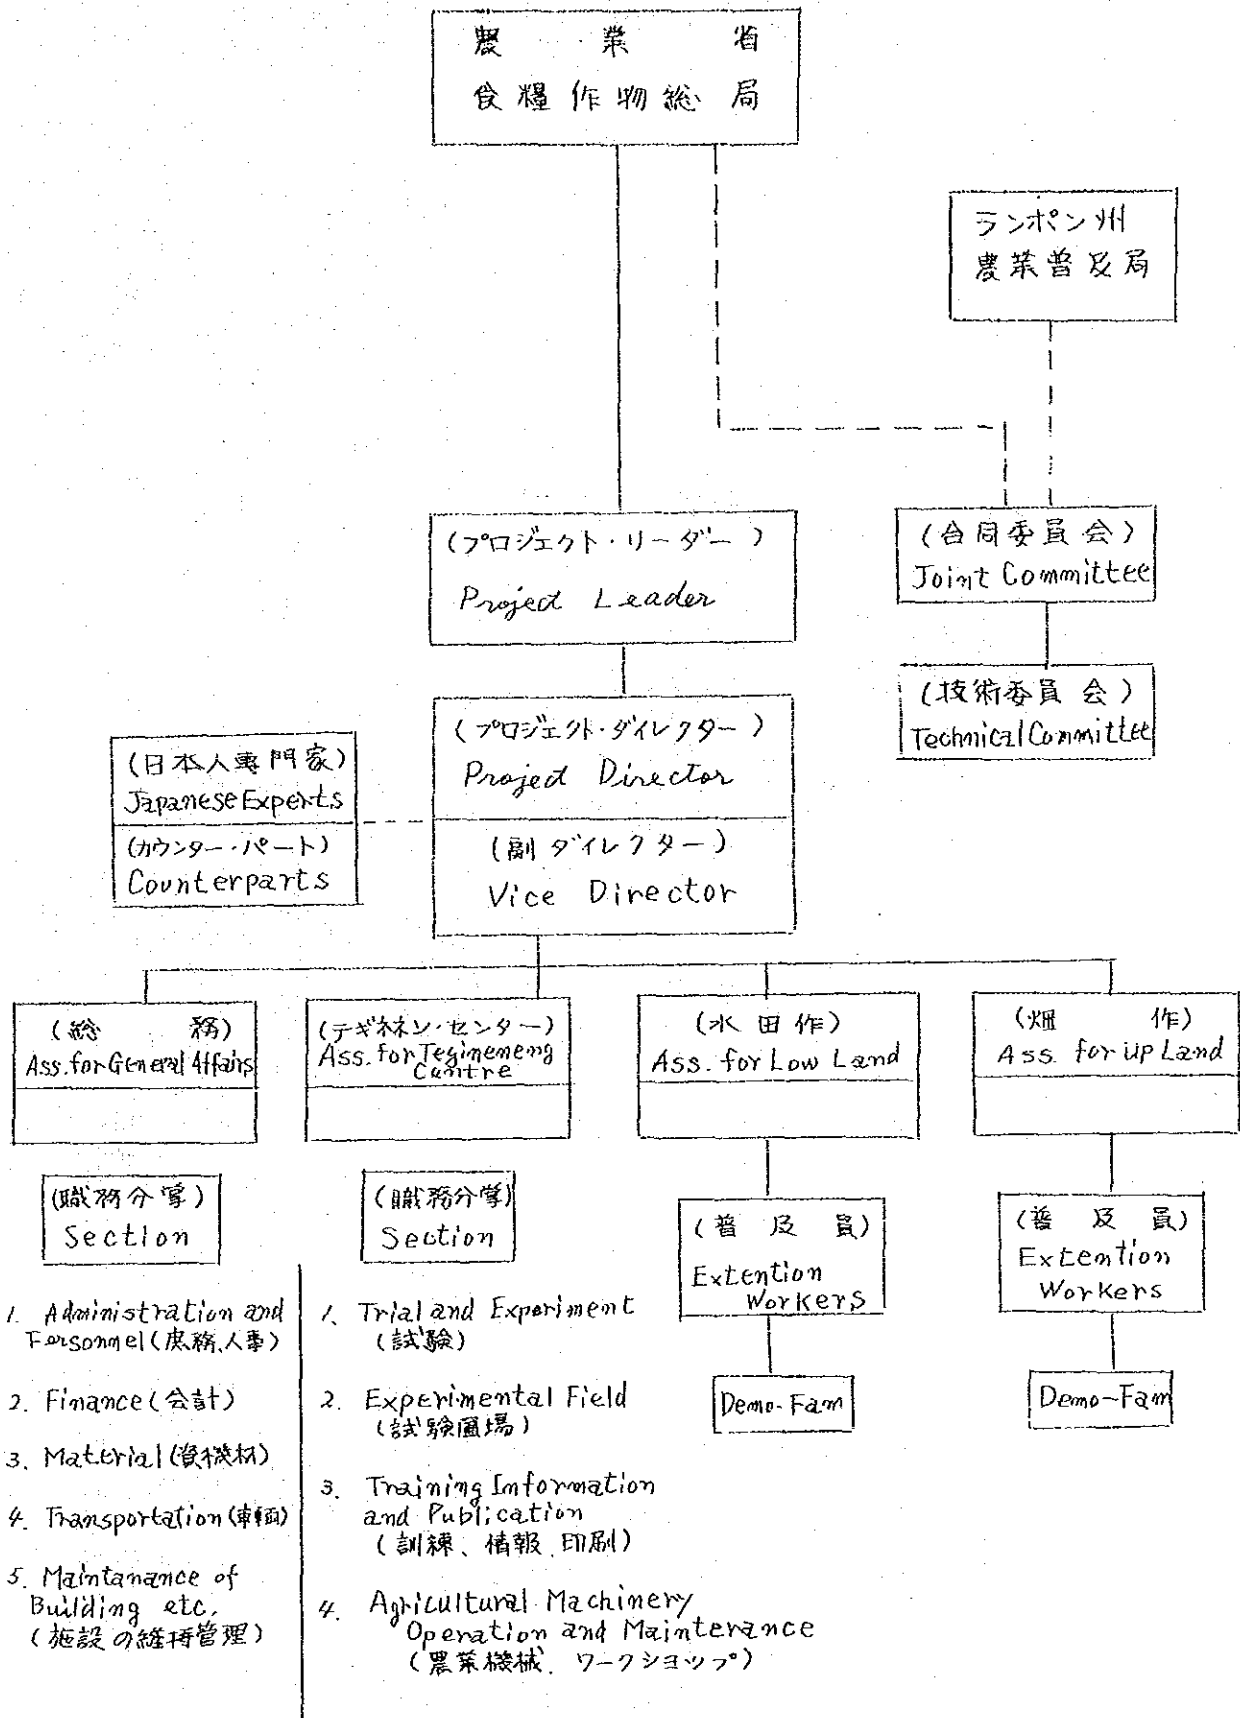 農業省
食糧作物総局
ランポン州
農業普及局
(プロジェクト・リーダー)
Project Leader
(合同委員会)
Joint Committee
(技術委員会)
Technical Committee
(プロジェクト・ダイレクター)
Project Director
(日本人専門家)
Japanese Experts
(カウンター・パート)
Counterparts
(副ダイレクター)
Vice Director
(総務)
Ass. for General Affairs
(テギネネン・センター)
Ass. for Tegimeneng
Cantre
(水田作)
Ass. for Low Land
(畑作)
Ass. for Up Land
(職務分掌)
Section
(職務分掌)
Section
(普及員)
Extention
Workers
(普及員)
Extention
Workers
Demo-Fam
Demo-Fam
1. Administration and
Personnel (庶務、人事)
2. Finance (会計)
3. Material (資機材)
4. Transportation (車輌)
5. Maintanance of
Building etc.
(施設の維持管理)
1. Trial and Experiment
(試験)
2. Experimental Field
(試験圃場)
3. Training Information
and Publication
(訓練、情報、印刷)
4. Agricultural Machinery
Operation and Mainterance
(農業機械、ワークショップ)